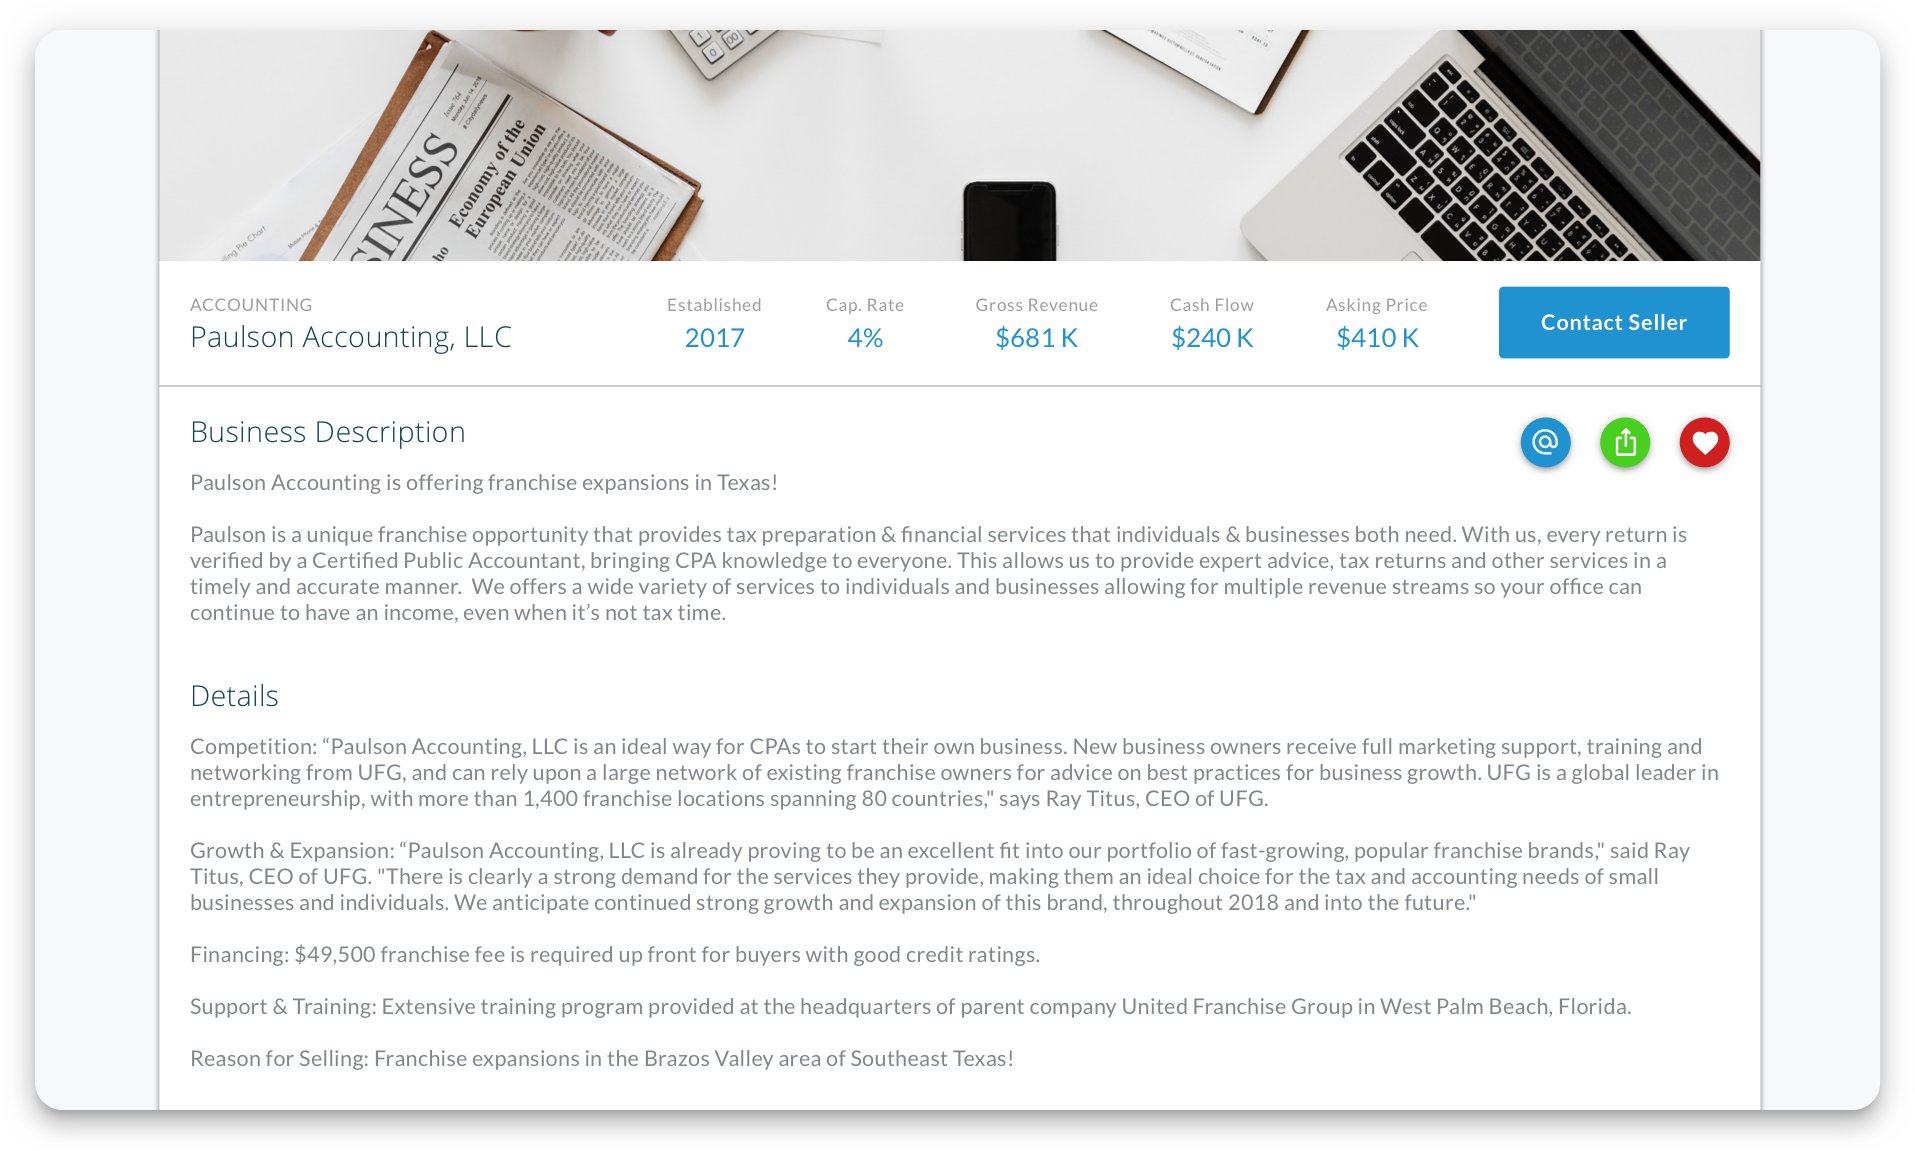 BUSINESS
Economy of the
European Union
ACCOUNTING
Paulson Accounting, LLC
Established
2017
Cap. Rate
4%
Gross Revenue
$681 K
Cash Flow
$240 K
Asking Price
$410 K
Contact Seller
Business Description
Paulson Accounting is offering franchise expansions in Texas!
Paulson is a unique franchise opportunity that provides tax preparation & financial services that individuals & businesses both need. With us, every return is
verified by a Certified Public Accountant, bringing CPA knowledge to everyone. This allows us to provide expert advice, tax returns and other services in a
timely and accurate manner.  We offers a wide variety of services to individuals and businesses allowing for multiple revenue streams so your office can
continue to have an income, even when it’s not tax time.
Details
Competition: “Paulson Accounting, LLC is an ideal way for CPAs to start their own business. New business owners receive full marketing support, training and
networking from UFG, and can rely upon a large network of existing franchise owners for advice on best practices for business growth. UFG is a global leader in
entrepreneurship, with more than 1,400 franchise locations spanning 80 countries," says Ray Titus, CEO of UFG.
Growth & Expansion: “Paulson Accounting, LLC is already proving to be an excellent fit into our portfolio of fast-growing, popular franchise brands," said Ray
Titus, CEO of UFG. "There is clearly a strong demand for the services they provide, making them an ideal choice for the tax and accounting needs of small
businesses and individuals. We anticipate continued strong growth and expansion of this brand, throughout 2018 and into the future."
Financing: $49,500 franchise fee is required up front for buyers with good credit ratings.
Support & Training: Extensive training program provided at the headquarters of parent company United Franchise Group in West Palm Beach, Florida.
Reason for Selling: Franchise expansions in the Brazos Valley area of Southeast Texas!